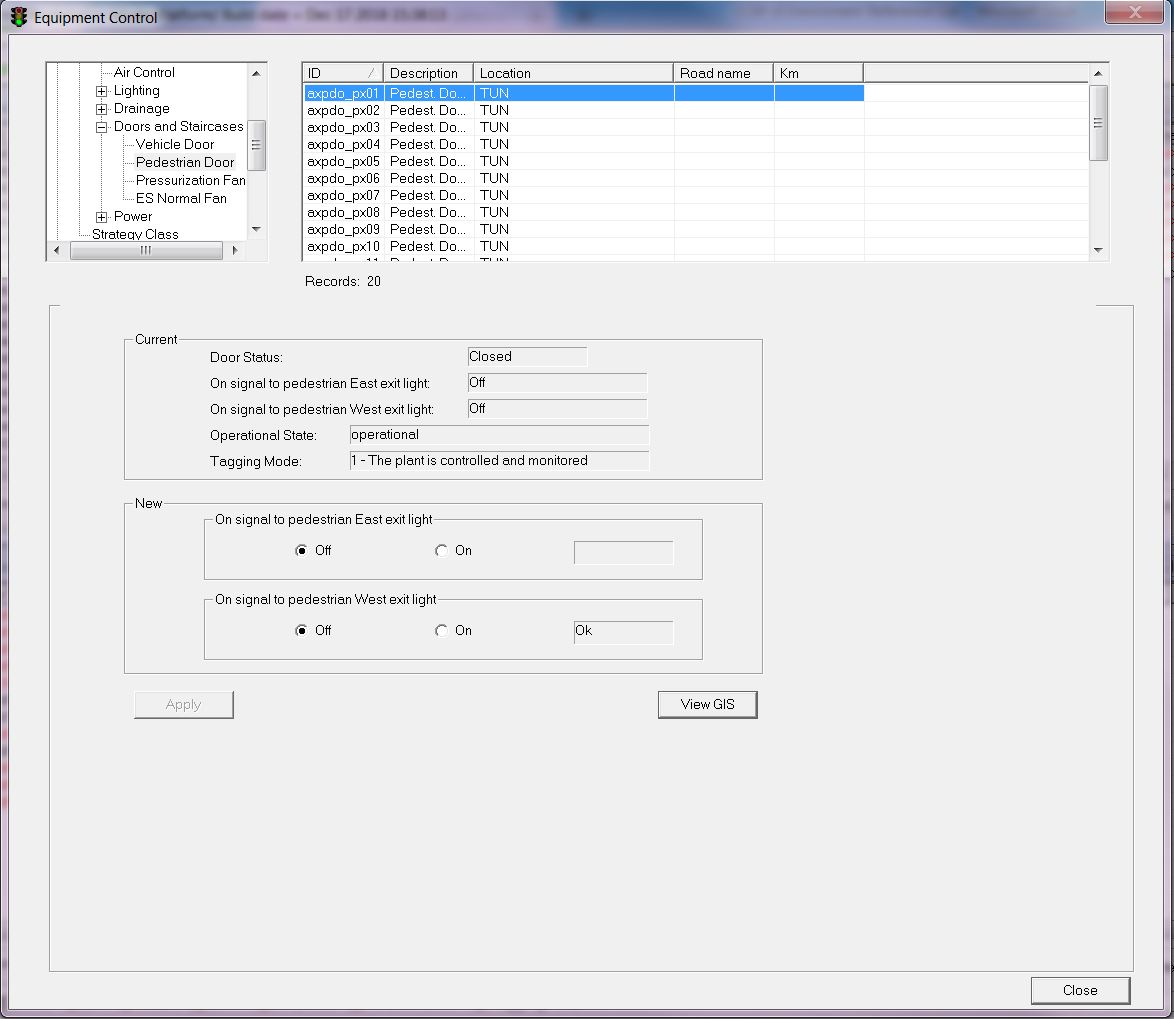 Equipment Control
Air Control
Lighting
Drainage
Doors and Staircases
Vehicle Door
Pedestrian Door
Pressurization Fan
ES Normal Fan
Power
Strategy Class
ID Description Location Road name Km
axpdo_px01 Pedest. Do... TUN
axpdo_px02 Pedest. Do... TUN
axpdo_px03 Pedest. Do... TUN
axpdo_px04 Pedest. Do... TUN
axpdo_px05 Pedest. Do... TUN
axpdo_px06 Pedest. Do... TUN
axpdo_px07 Pedest. Do... TUN
axpdo_px08 Pedest. Do... TUN
axpdo_px09 Pedest. Do... TUN
axpdo_px10 Pedest. Do... TUN
Records: 20
Current
Door Status: Closed
On signal to pedestrian East exit light: Off
On signal to pedestrian West exit light: Off
Operational State: operational
Tagging Mode: 1 - The plant is controlled and monitored
New
On signal to pedestrian East exit light
Off On
On signal to pedestrian West exit light
Off On Ok
Apply View GIS
Close